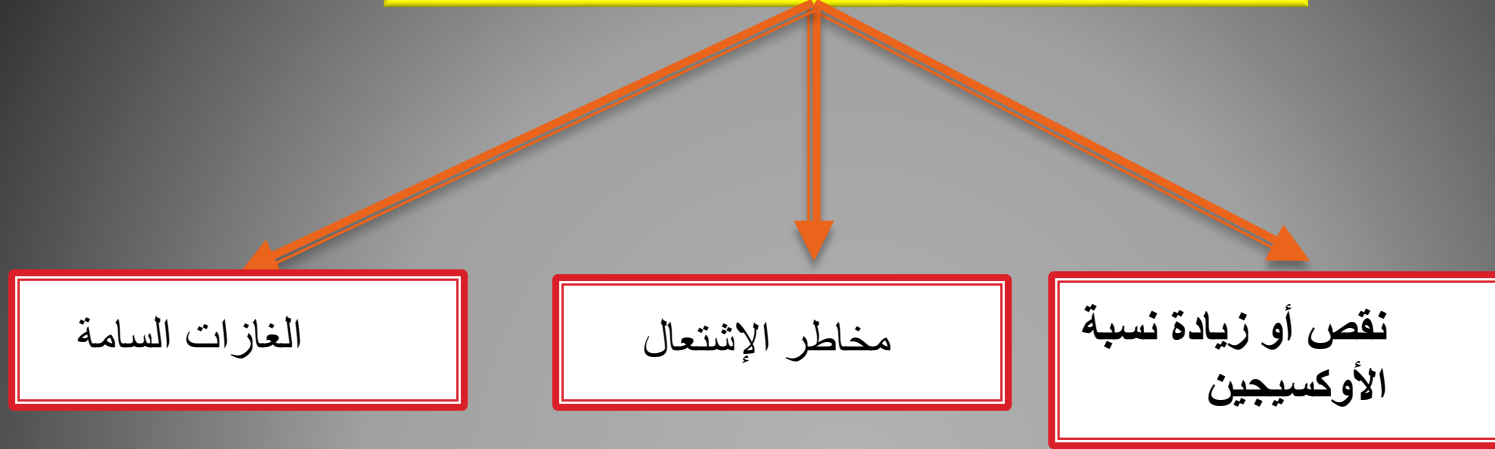 نقص أو زيادة نسبة
الأوكسيجين
مخاطر الإشتعال
الغازات السامة